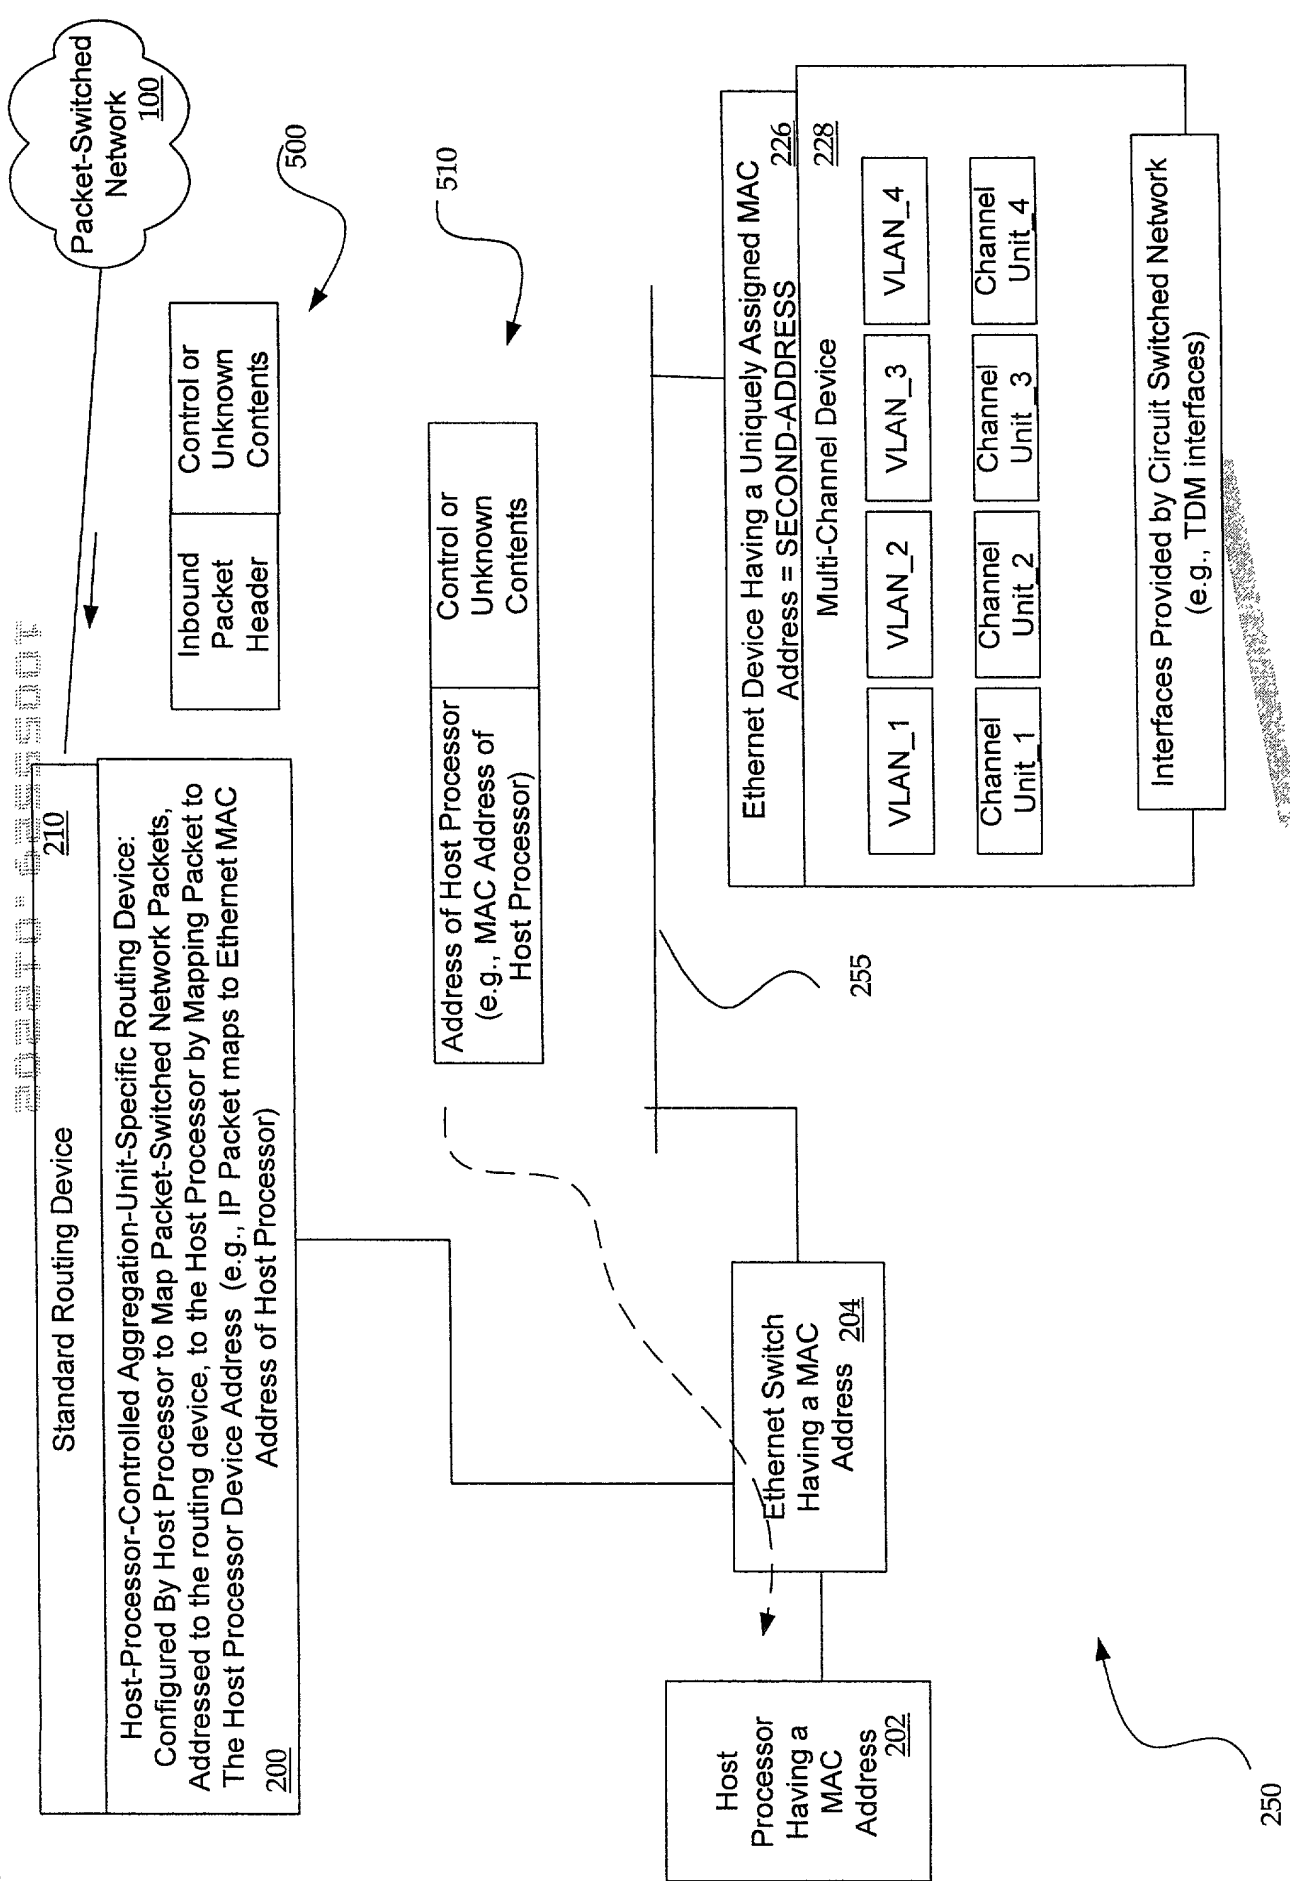 Packet-Switched
Network
100
Standard Routing Device
210
Host-Processor-Controlled Aggregation-Unit-Specific Routing Device:
Configured By Host Processor to Map Packet-Switched Network Packets,
Addressed to the routing device, to the Host Processor by Mapping Packet to
The Host Processor Device Address (e.g., IP Packet maps to Ethernet MAC
Address of Host Processor)
200
Inbound
Packet
Header
Control or
Unknown
Contents
500
Address of Host Processor
(e.g., MAC Address of
Host Processor)
Control or
Unknown
Contents
510
255
Host
Processor
Having a
MAC
Address
202
Ethernet Switch
Having a MAC
Address 204
Ethernet Device Having a Uniquely Assigned MAC
Address = SECOND-ADDRESS
226
Multi-Channel Device
228
VLAN_1
VLAN_2
VLAN_3
VLAN_4
Channel
Unit_1
Channel
Unit_2
Channel
Unit_3
Channel
Unit_4
Interfaces Provided by Circuit Switched Network
(e.g., TDM interfaces)
250